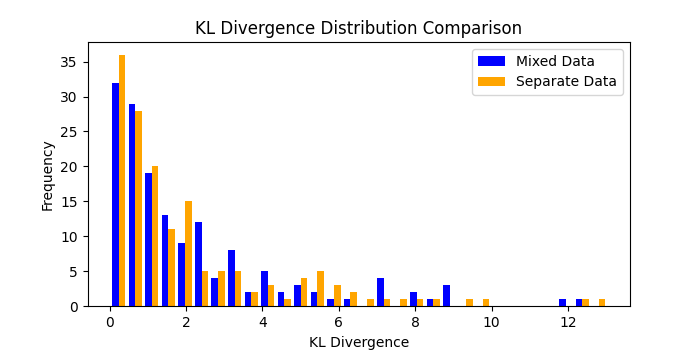 KL Divergence Distribution Comparison
Mixed Data
Separate Data
Frequency
35
30
25
20
15
10
5
0
0 2 4 6 8 10 12
KL Divergence